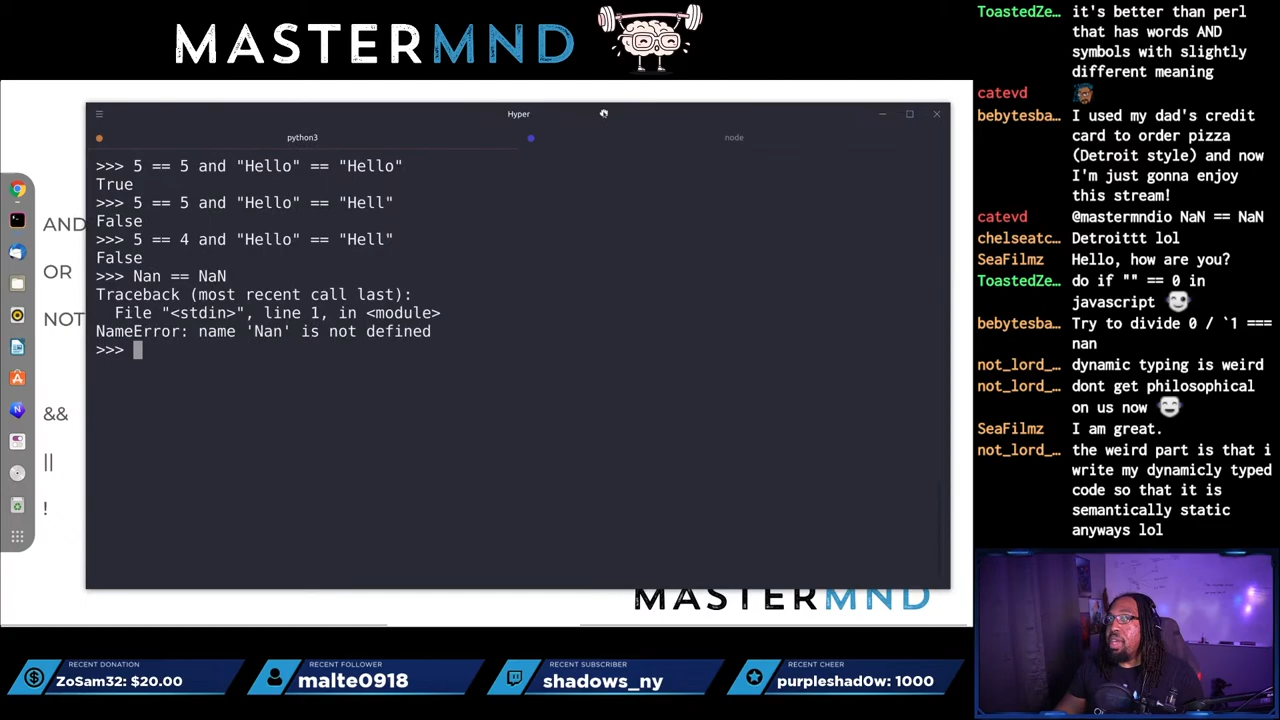 MASTERMND
Hyper
python3
node
>>> 5 == 5 and "Hello" == "Hello"
True
>>> 5 == 5 and "Hello" == "Hell"
False
>>> 5 == 4 and "Hello" == "Hell"
False
>>> Nan == NaN
Traceback (most recent call last):
File "<stdin>", line 1, in <module>
NameError: name 'Nan' is not defined
>>>
AND
OR
NOT
&&
||
!
MASTERMND
ToastedZe… it's better than perl
that has words AND
symbols with slightly
different meaning
catevd
bebytesba… I used my dad's credit
card to order pizza
(Detroit style) and now
I'm just gonna enjoy
this stream!
catevd @mastermndio NaN == NaN
chelseatc… Detroittt lol
SeaFilmz Hello, how are you?
ToastedZe… do if "" == 0 in
javascript
bebytesba… Try to divide 0 / `1 ===
nan
not_lord_… dynamic typing is weird
not_lord_… dont get philosophical
on us now
SeaFilmz I am great.
not_lord_… the weird part is that i
write my dynamicly typed
code so that it is
semantically static
anyways lol
RECENT DONATION
ZoSam32: $20.00
RECENT FOLLOWER
malte0918
RECENT SUBSCRIBER
shadows_ny
RECENT CHEER
purpleshad0w: 1000